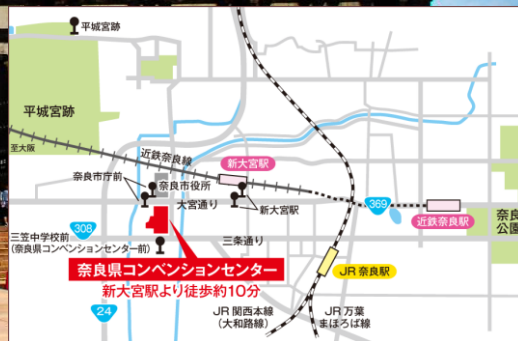 平城宮跡
平城宮跡
至大阪
近鉄奈良線
新大宮駅
奈良市庁前
奈良市役所
大宮通り
新大宮駅
369
近鉄奈良駅
奈良
公園
308
三笠中学校前
(奈良県コンベンションセンター前)
三条通り
奈良県コンベンションセンター
新大宮駅より徒歩約10分
JR 奈良駅
24
JR 関西本線
(大和路線)
JR 万葉
まほろば線